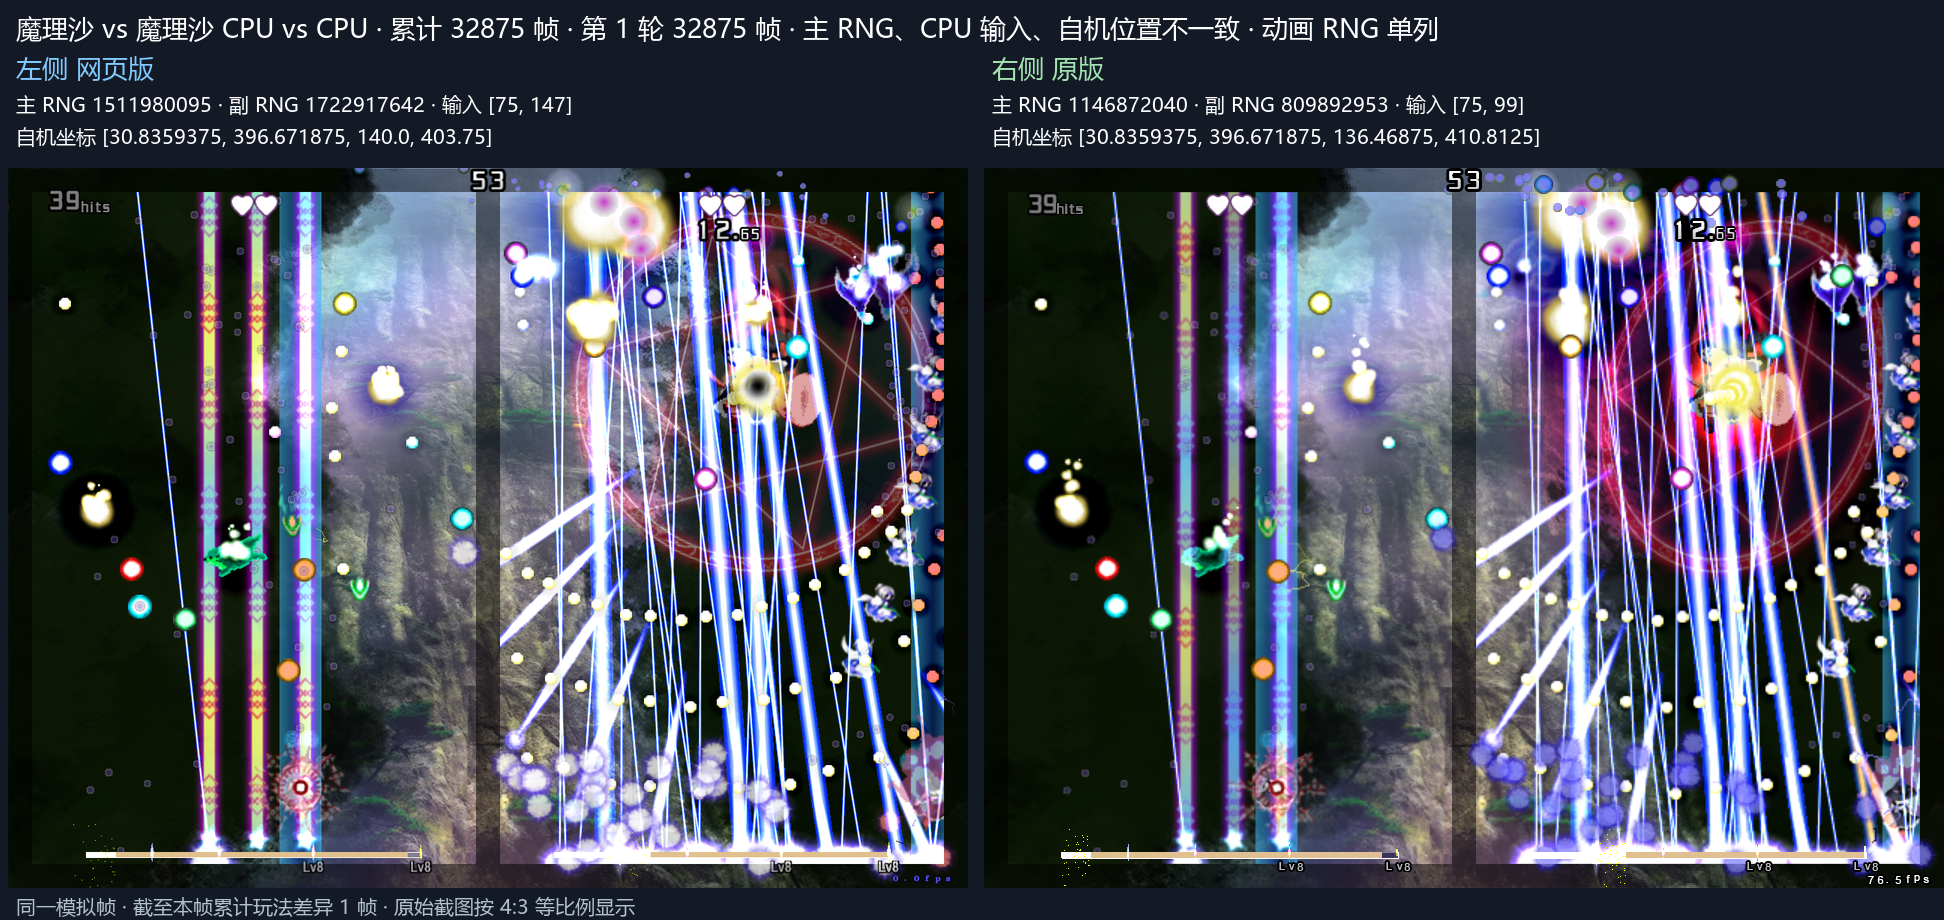 魔理沙 vs 魔理沙 CPU vs CPU · 累计 32875 帧 · 第 1 轮 32875 帧 · 主 RNG、CPU 输入、自机位置不一致 · 动画 RNG 单列
左侧 网页版
主 RNG 1511980095 · 副 RNG 1722917642 · 输入 [75, 147]
自机坐标 [30.8359375, 396.671875, 140.0, 403.75]
右侧 原版
主 RNG 1146872040 · 副 RNG 809892953 · 输入 [75, 99]
自机坐标 [30.8359375, 396.671875, 136.46875, 410.8125]
53
39hits
12.65
Lv8 Lv8 Lv8 Lv8
0.0fps
53
39hits
12.65
Lv8 Lv8 Lv8 Lv8
76.5fps
同一模拟帧 · 截至本帧累计玩法差异 1 帧 · 原始截图按 4:3 等比例显示